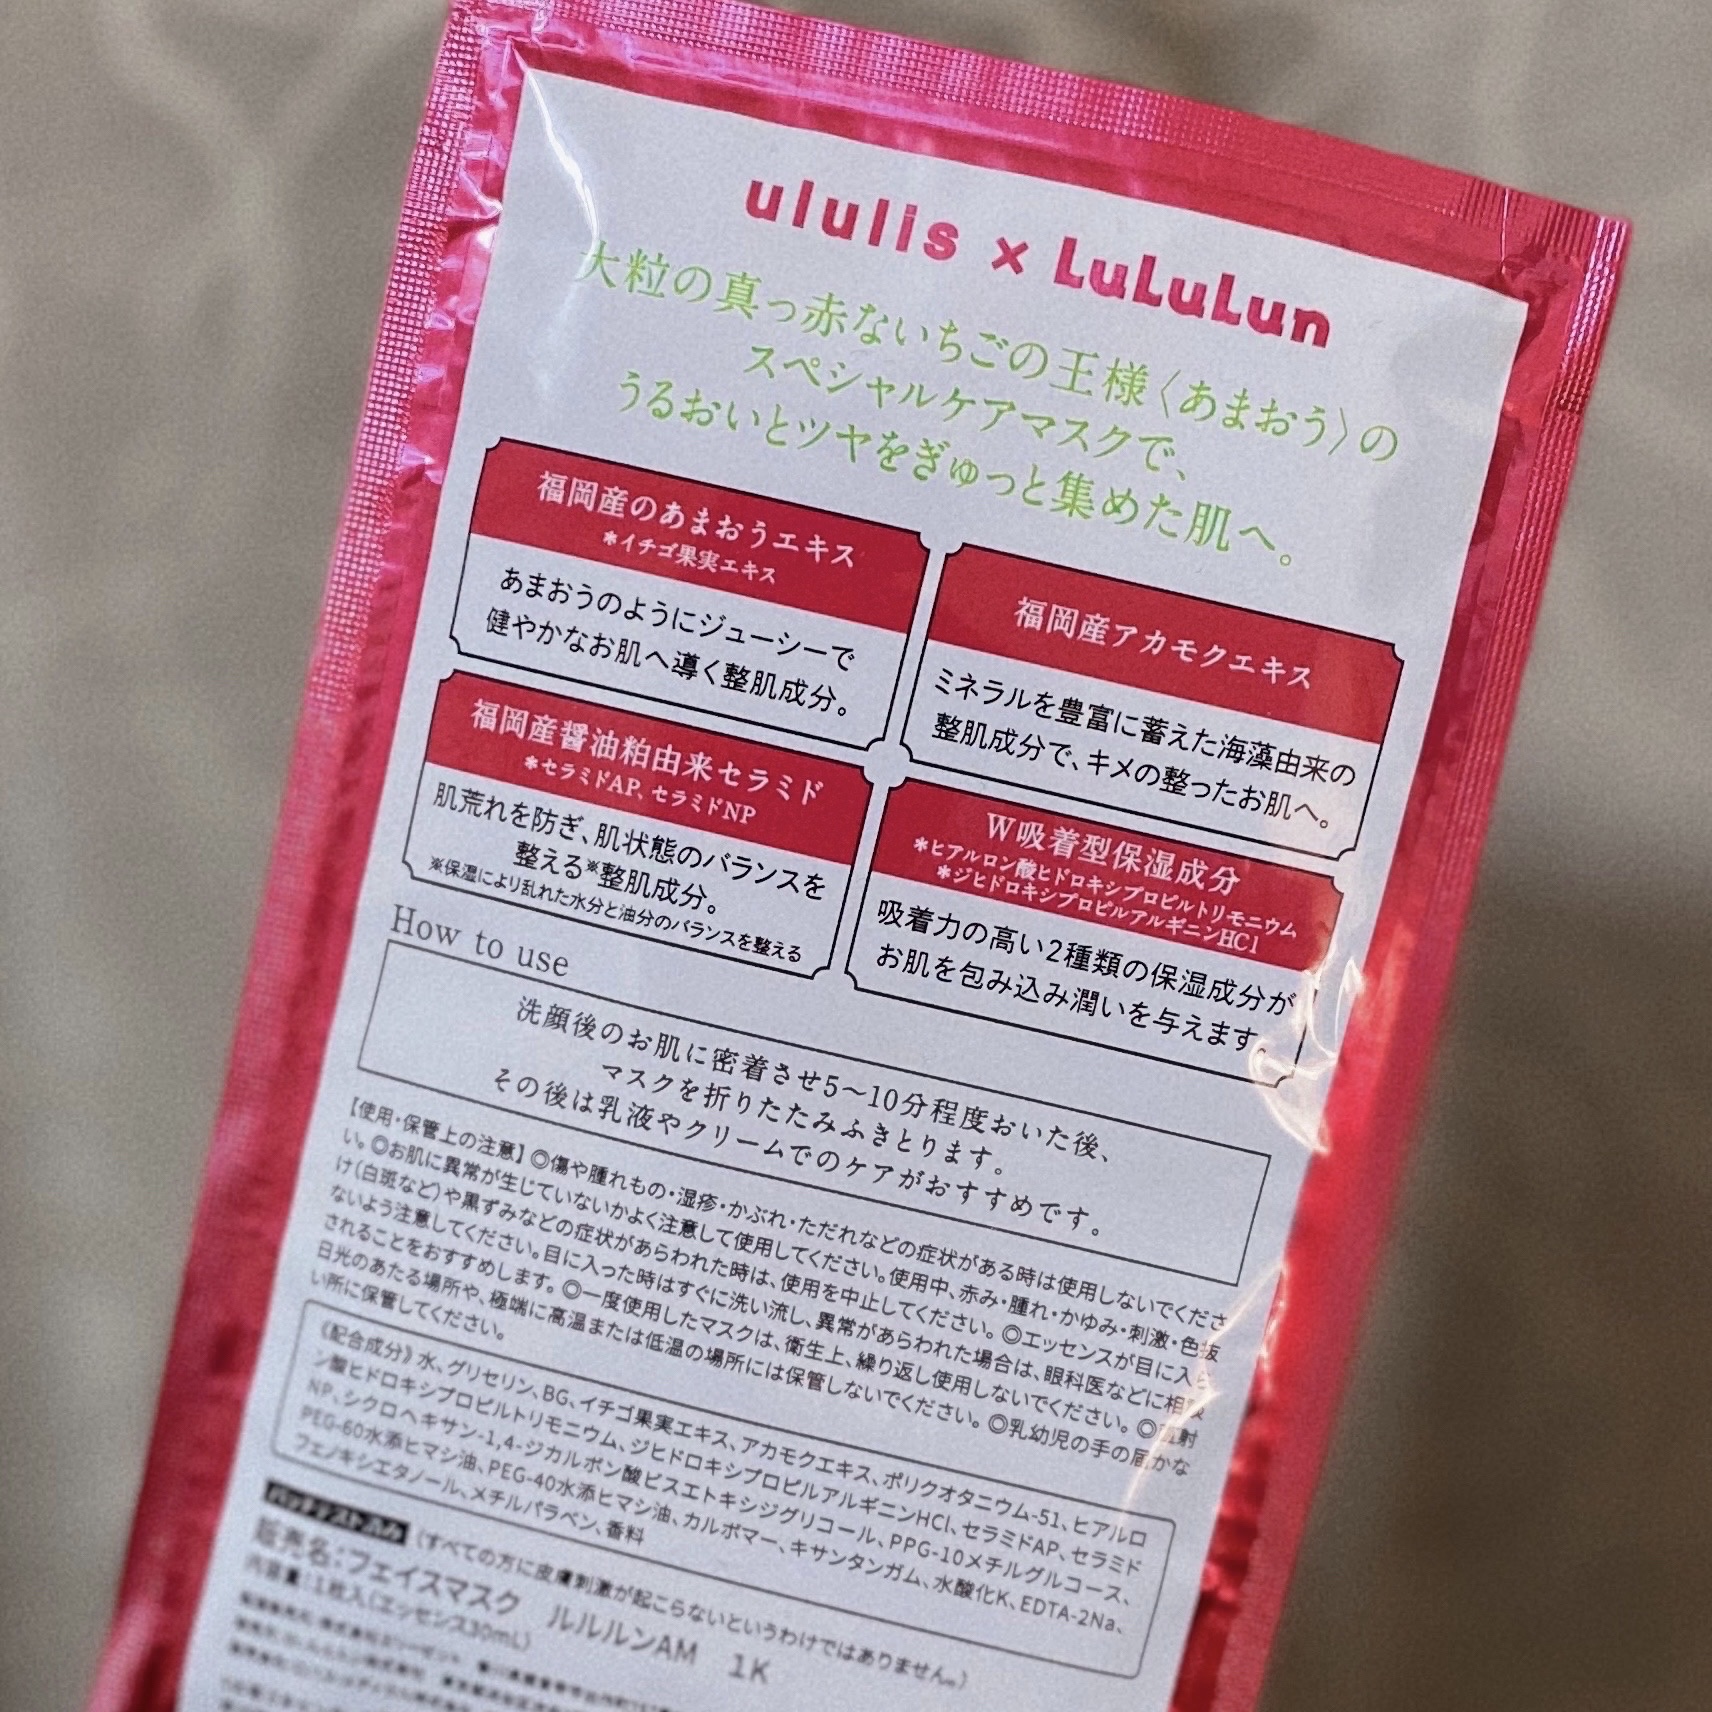 ululis × LuLuLun
大粒の真っ赤ないちごの王様〈あまおう〉の
スペシャルケアマスクで、
うるおいとツヤをぎゅっと集めた肌へ。
福岡産のあまおうエキス
*イチゴ果実エキス
あまおうのようにジューシーで
健やかなお肌へ導く整肌成分。
福岡産アカモクエキス
ミネラルを豊富に蓄えた海藻由来の
整肌成分で、キメの整ったお肌へ。
福岡産醤油粕由来セラミド
*セラミドAP、セラミドNP
肌荒れを防ぎ、肌状態のバランスを
整える※整肌成分。
※保湿により乱れた水分と油分のバランスを整える
W吸着型保湿成分
*ヒアルロン酸ヒドロキシプロピルトリモニウム
*ジヒドロキシプロピルアルギニンHCl
吸着力の高い2種類の保湿成分が
お肌を包み込み潤いを与えます。
How to use
洗顔後のお肌に密着させ5〜10分程度おいた後、
マスクを折りたたみふきとります。
その後は乳液やクリームでのケアがおすすめです。
【使用・保管上の注意】◎傷や腫れもの・湿疹・かぶれ・ただれなどの症状がある時は使用しないでくださ
い。◎お肌に異常が生じていないかよく注意して使用してください。使用中、赤み・腫れ・かゆみ・刺激・色抜
け(白斑など)や黒ずみなどの症状があらわれた時は、使用を中止してください。◎エッセンスが目に入ら
ないよう注意してください。目に入った時はすぐに洗い流し、異常があらわれた場合は、眼科医などに相談
されることをおすすめします。◎一度使用したマスクは、衛生上、繰り返し使用しないでください。◎直射
日光のあたる場所や、極端に高温または低温の場所には保管しないでください。◎乳幼児の手の届かな
い所に保管してください。
《配合成分》水、グリセリン、BG、イチゴ果実エキス、アカモクエキス、ポリクオタニウム-51、ヒアルロ
ン酸ヒドロキシプロピルトリモニウム、ジヒドロキシプロピルアルギニンHCl、セラミドAP、セラミド
NP、シクロヘキサン-1,4-ジカルボン酸ビスエトキシジグリコール、PPG-10メチルグルコース、
PEG-60水添ヒマシ油、PEG-40水添ヒマシ油、カルボマー、キサンタンガム、水酸化K、EDTA-2Na、
フェノキシエタノール、メチルパラベン、香料
パッチテスト済み (すべての方に皮膚刺激が起こらないというわけではありません。)
販売名:フェイスマスク ルルルンAM 1K
内容量:1枚入(エッセンス30mL)